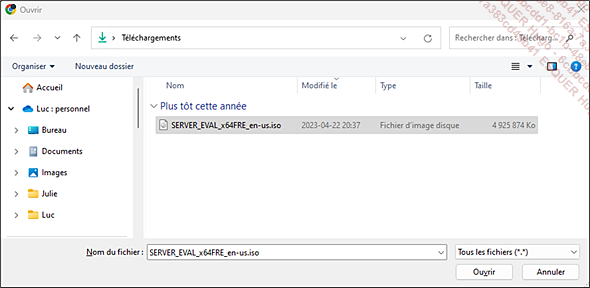 Ouvrir
Téléchargements
Rechercher dans : Télécharg...
Organiser
Nouveau dossier
Accueil
Luc : personnel
Bureau
Documents
Images
Julie
Luc
Nom
Modifié le
Type
Taille
Plus tôt cette année
SERVER_EVAL_x64FRE_en-us.iso
2023-04-22 20:37
Fichier d'image disque
4 925 874 Ko
Nom du fichier :
SERVER_EVAL_x64FRE_en-us.iso
Tous les fichiers (*.*)
Ouvrir
Annuler